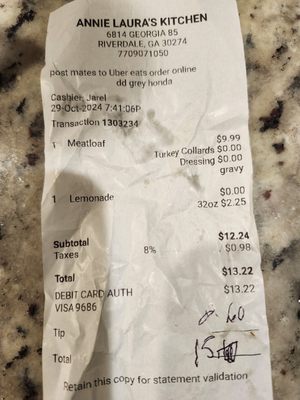 ANNIE LAURA'S KITCHEN
6814 GEORGIA 85
RIVERDALE, GA 30274
7709071050
post mates to Uber eats order online
dd grey honda
Cashier, Jarel
29-Oct-2024 7:41:06P
Transaction 1303234
1 Meatloaf $9.99
Turkey Collards $0.00
Dressing $0.00
gravy
$0.00
1 Lemonade 32oz $2.25
Subtotal $12.24
Taxes 8% $0.98
Total $13.22
DEBIT CARD AUTH $13.22
VISA 9686
Tip
Total
Retain this copy for statement validation